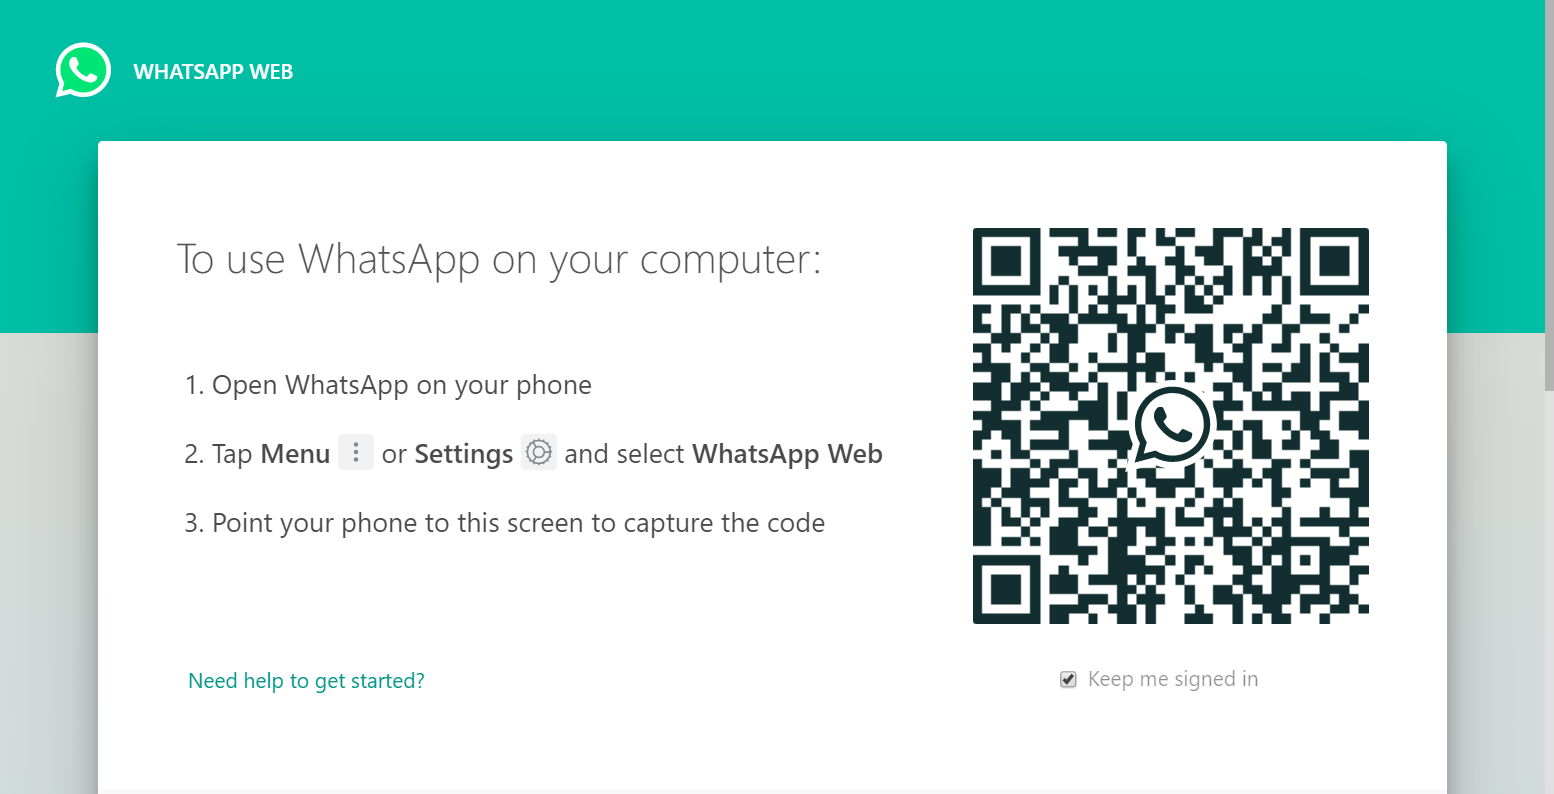 WHATSAPP WEB
To use WhatsApp on your computer:
1. Open WhatsApp on your phone
2. Tap Menu or Settings and select WhatsApp Web
3. Point your phone to this screen to capture the code
Need help to get started?
Keep me signed in